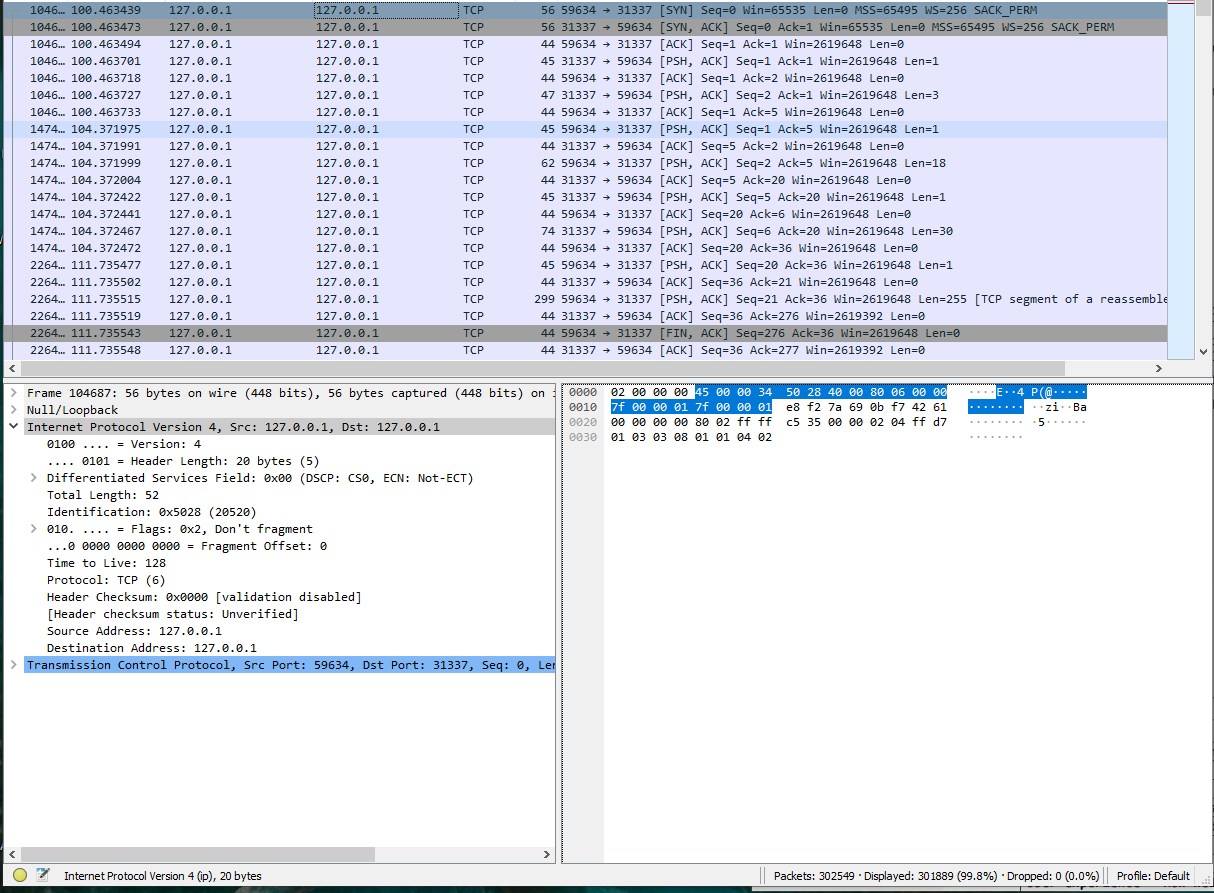 1046… 100.463439 127.0.0.1 127.0.0.1 TCP 56 59634 → 31337 [SYN] Seq=0 Win=65535 Len=0 MSS=65495 WS=256 SACK_PERM
1046… 100.463473 127.0.0.1 127.0.0.1 TCP 56 31337 → 59634 [SYN, ACK] Seq=0 Ack=1 Win=65535 Len=0 MSS=65495 WS=256 SACK_PERM
1046… 100.463494 127.0.0.1 127.0.0.1 TCP 44 59634 → 31337 [ACK] Seq=1 Ack=1 Win=2619648 Len=0
1046… 100.463701 127.0.0.1 127.0.0.1 TCP 45 31337 → 59634 [PSH, ACK] Seq=1 Ack=1 Win=2619648 Len=1
1046… 100.463718 127.0.0.1 127.0.0.1 TCP 44 59634 → 31337 [ACK] Seq=1 Ack=2 Win=2619648 Len=0
1046… 100.463727 127.0.0.1 127.0.0.1 TCP 47 31337 → 59634 [PSH, ACK] Seq=2 Ack=1 Win=2619648 Len=3
1046… 100.463733 127.0.0.1 127.0.0.1 TCP 44 59634 → 31337 [ACK] Seq=1 Ack=5 Win=2619648 Len=0
1474… 104.371975 127.0.0.1 127.0.0.1 TCP 45 59634 → 31337 [PSH, ACK] Seq=1 Ack=5 Win=2619648 Len=1
1474… 104.371991 127.0.0.1 127.0.0.1 TCP 44 31337 → 59634 [ACK] Seq=5 Ack=2 Win=2619648 Len=0
1474… 104.371999 127.0.0.1 127.0.0.1 TCP 62 59634 → 31337 [PSH, ACK] Seq=2 Ack=5 Win=2619648 Len=18
1474… 104.372004 127.0.0.1 127.0.0.1 TCP 44 31337 → 59634 [ACK] Seq=5 Ack=20 Win=2619648 Len=0
1474… 104.372422 127.0.0.1 127.0.0.1 TCP 45 31337 → 59634 [PSH, ACK] Seq=5 Ack=20 Win=2619648 Len=1
1474… 104.372441 127.0.0.1 127.0.0.1 TCP 44 59634 → 31337 [ACK] Seq=20 Ack=6 Win=2619648 Len=0
1474… 104.372467 127.0.0.1 127.0.0.1 TCP 74 31337 → 59634 [PSH, ACK] Seq=6 Ack=20 Win=2619648 Len=30
1474… 104.372472 127.0.0.1 127.0.0.1 TCP 44 59634 → 31337 [ACK] Seq=20 Ack=36 Win=2619648 Len=0
2264… 111.735477 127.0.0.1 127.0.0.1 TCP 45 59634 → 31337 [PSH, ACK] Seq=20 Ack=36 Win=2619648 Len=1
2264… 111.735502 127.0.0.1 127.0.0.1 TCP 44 31337 → 59634 [ACK] Seq=36 Ack=21 Win=2619648 Len=0
2264… 111.735515 127.0.0.1 127.0.0.1 TCP 299 59634 → 31337 [PSH, ACK] Seq=21 Ack=36 Win=2619648 Len=255 [TCP segment of a reassemble
2264… 111.735519 127.0.0.1 127.0.0.1 TCP 44 31337 → 59634 [ACK] Seq=36 Ack=276 Win=2619392 Len=0
2264… 111.735543 127.0.0.1 127.0.0.1 TCP 44 59634 → 31337 [FIN, ACK] Seq=276 Ack=36 Win=2619648 Len=0
2264… 111.735548 127.0.0.1 127.0.0.1 TCP 44 31337 → 59634 [ACK] Seq=36 Ack=277 Win=2619392 Len=0
Frame 104687: 56 bytes on wire (448 bits), 56 bytes captured (448 bits) on
Null/Loopback
Internet Protocol Version 4, Src: 127.0.0.1, Dst: 127.0.0.1
0100 .... = Version: 4
.... 0101 = Header Length: 20 bytes (5)
Differentiated Services Field: 0x00 (DSCP: CS0, ECN: Not-ECT)
Total Length: 52
Identification: 0x5028 (20520)
010. .... = Flags: 0x2, Don't fragment
...0 0000 0000 0000 = Fragment Offset: 0
Time to Live: 128
Protocol: TCP (6)
Header Checksum: 0x0000 [validation disabled]
[Header checksum status: Unverified]
Source Address: 127.0.0.1
Destination Address: 127.0.0.1
Transmission Control Protocol, Src Port: 59634, Dst Port: 31337, Seq: 0, Ler
0000 02 00 00 00 45 00 00 34 50 28 40 00 80 06 00 00 ····E··4 P(@·····
0010 7f 00 00 01 7f 00 00 01 e8 f2 7a 69 0b f7 42 61 ········ ··zi··Ba
0020 00 00 00 00 80 02 ff ff c5 35 00 00 02 04 ff d7 ········ ·5······
0030 01 03 03 08 01 01 04 02 ········
Internet Protocol Version 4 (ip), 20 bytes
Packets: 302549 · Displayed: 301889 (99.8%) · Dropped: 0 (0.0%)
Profile: Default